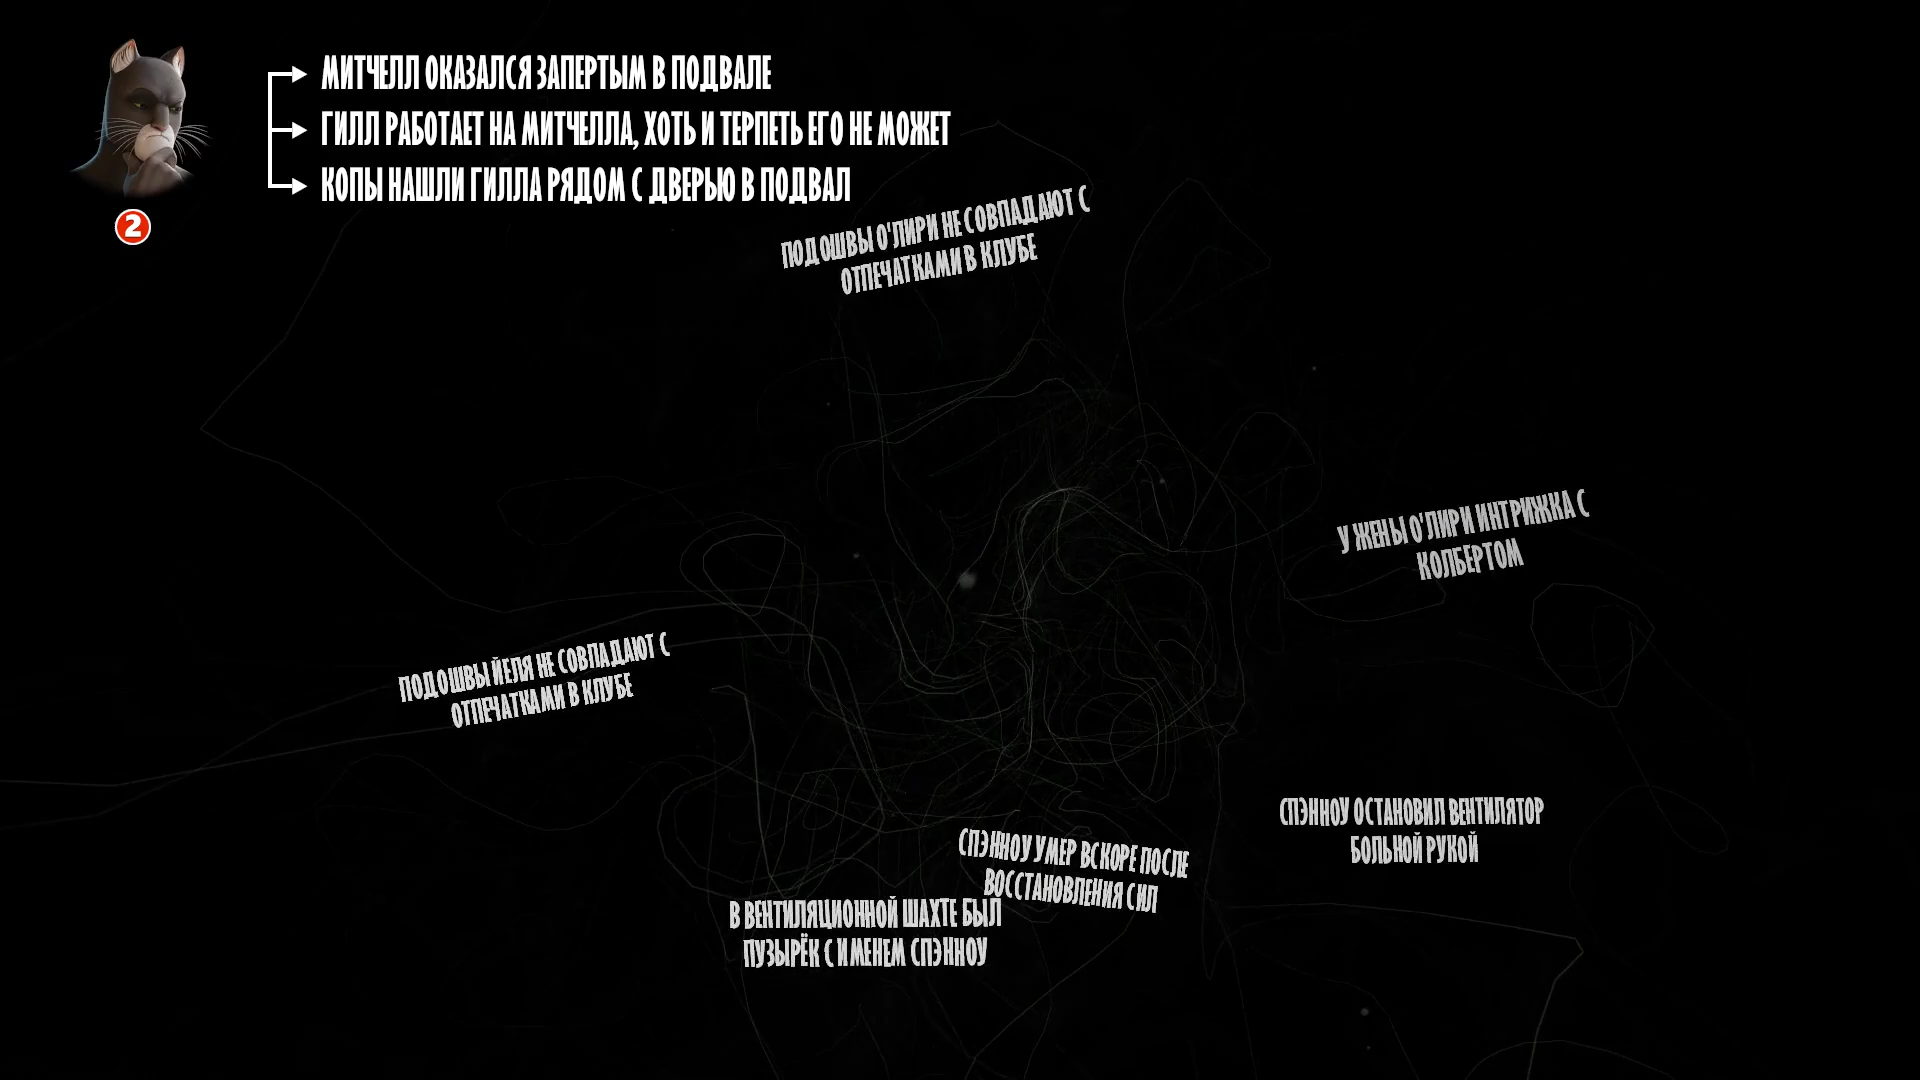 МИТЧЕЛЛ ОКАЗАЛСЯ ЗАПЕРТЫМ В ПОДВАЛЕ
ГИЛЛ РАБОТАЕТ НА МИТЧЕЛЛА, ХОТЬ И ТЕРПЕТЬ ЕГО НЕ МОЖЕТ
КОПЫ НАШЛИ ГИЛЛА РЯДОМ С ДВЕРЬЮ В ПОДВАЛ
2
ПОДОШВЫ О'ЛИРИ НЕ СОВПАДАЮТ С
ОТПЕЧАТКАМИ В КЛУБЕ
У ЖЕНЫ О'ЛИРИ ИНТРИЖКА С
КОЛБЕРТОМ
ПОДОШВЫ ЙЕЛЯ НЕ СОВПАДАЮТ С
ОТПЕЧАТКАМИ В КЛУБЕ
СПЭННОУ ОСТАНОВИЛ ВЕНТИЛЯТОР
БОЛЬНОЙ РУКОЙ
СПЭННОУ УМЕР ВСКОРЕ ПОСЛЕ
ВОССТАНОВЛЕНИЯ СИЛ
В ВЕНТИЛЯЦИОННОЙ ШАХТЕ БЫЛ
ПУЗЫРЁК С ИМЕНЕМ СПЭННОУ